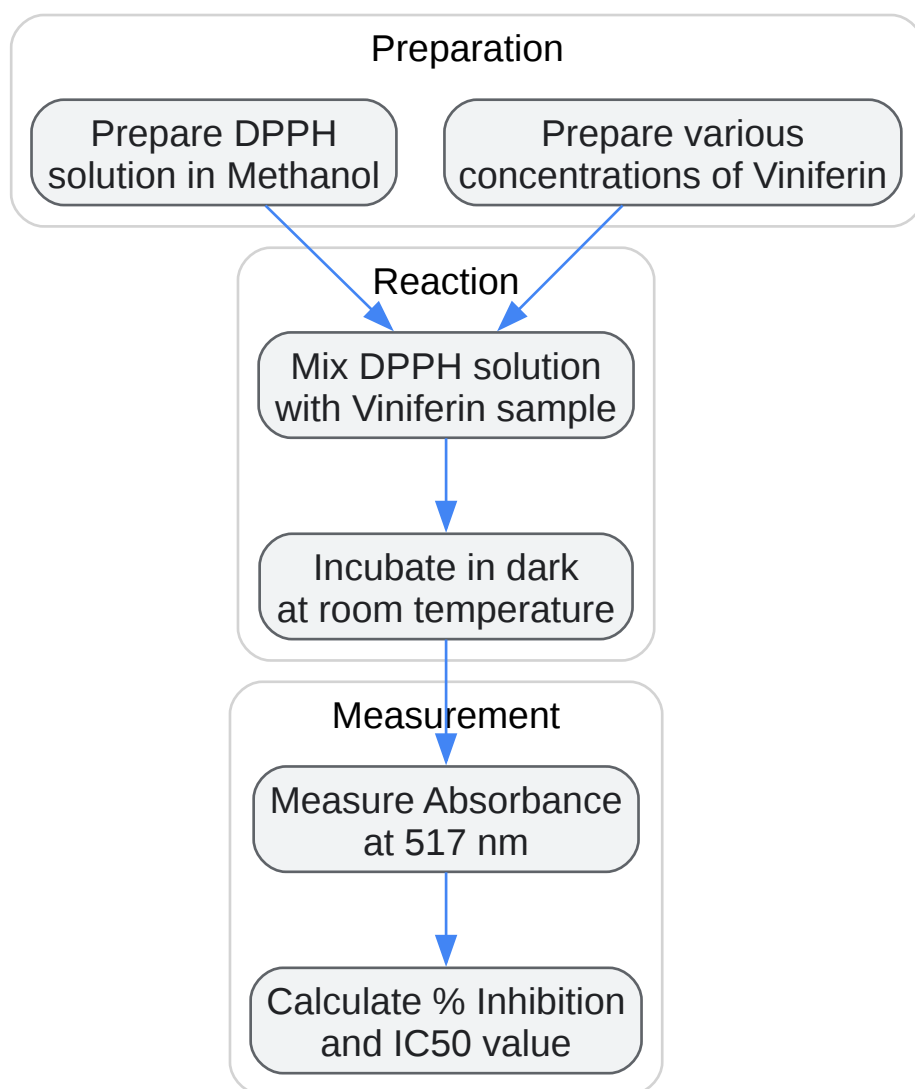 Preparation
Prepare DPPH
solution in Methanol
Prepare various
concentrations of Viniferin
Reaction
Mix DPPH solution
with Viniferin sample
Incubate in dark
at room temperature
Measurement
Measure Absorbance
at 517 nm
Calculate % Inhibition
and IC50 value